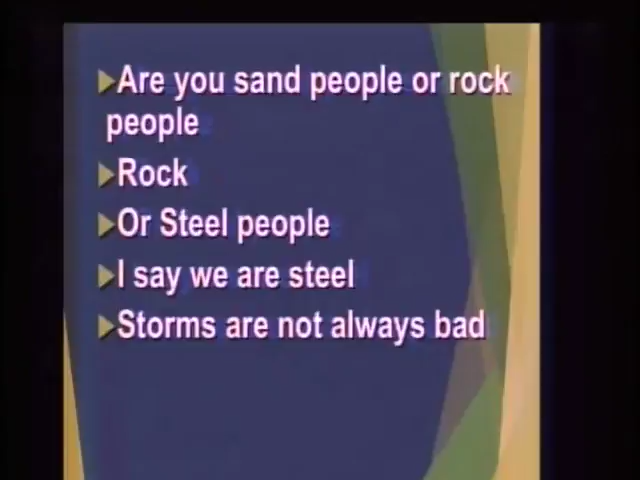 Are you sand people or rock
people
Rock
Or Steel people
I say we are steel
Storms are not always bad